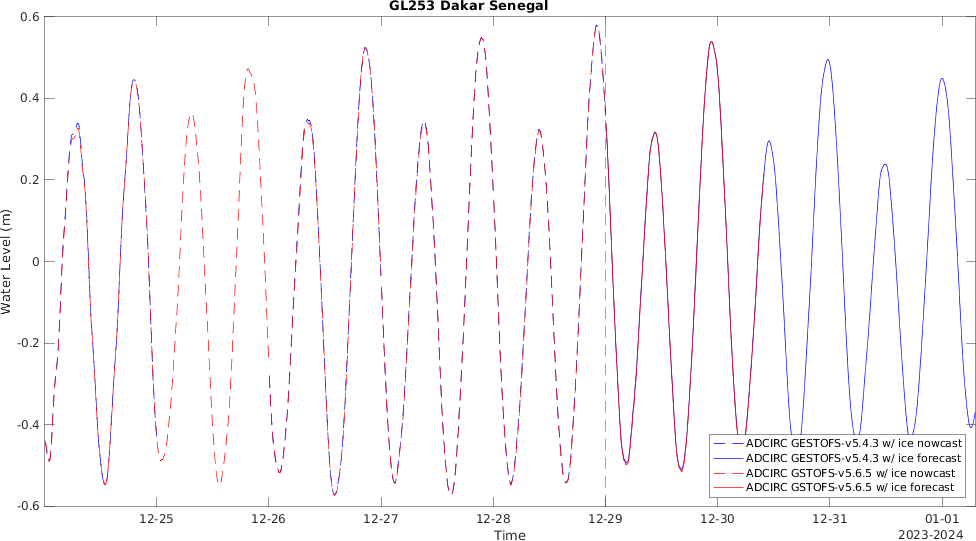 GL253 Dakar Senegal
0.6
0.4
0.2
0
-0.2
-0.4
-0.6
Water Level (m)
12-25
12-26
12-27
12-28
12-29
12-30
12-31
01-01
Time
2023-2024
ADCIRC GESTOFS-v5.4.3 w/ ice nowcast
ADCIRC GESTOFS-v5.4.3 w/ ice forecast
ADCIRC GSTOFS-v5.6.5 w/ ice nowcast
ADCIRC GSTOFS-v5.6.5 w/ ice forecast